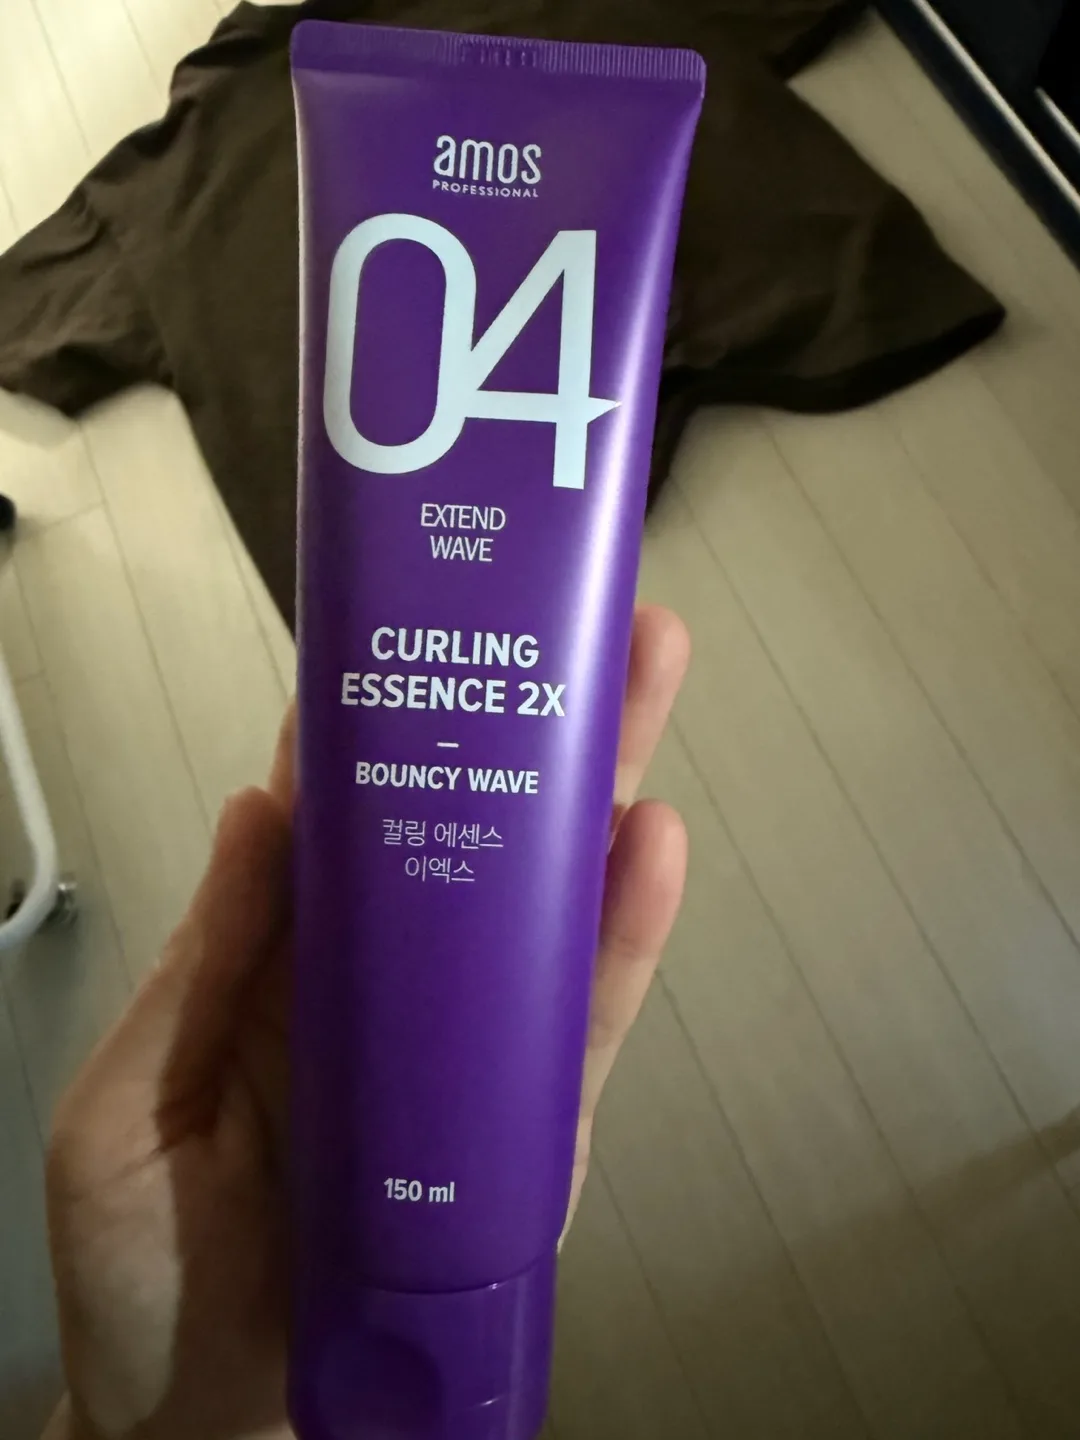 amos
PROFESSIONAL
04
EXTEND
WAVE
CURLING
ESSENCE 2X
BOUNCY WAVE
컬링 에센스
이엑스
150 ml